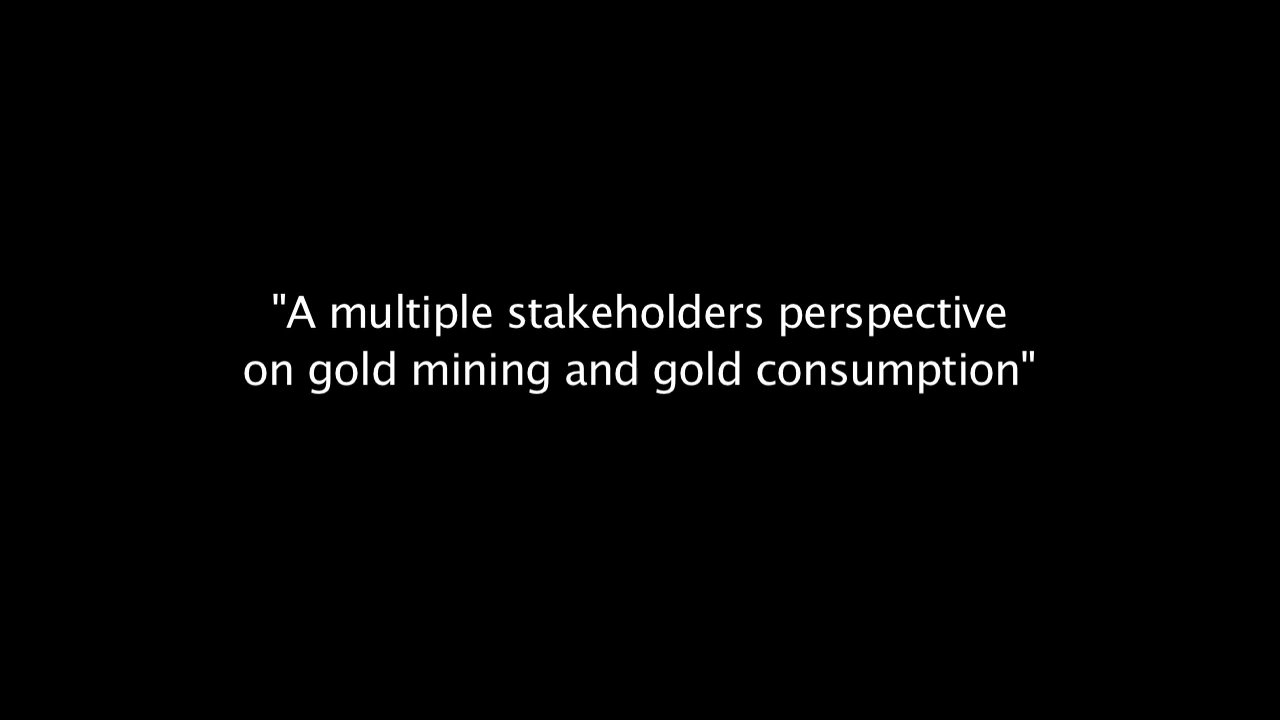 "A multiple stakeholders perspective
on gold mining and gold consumption"